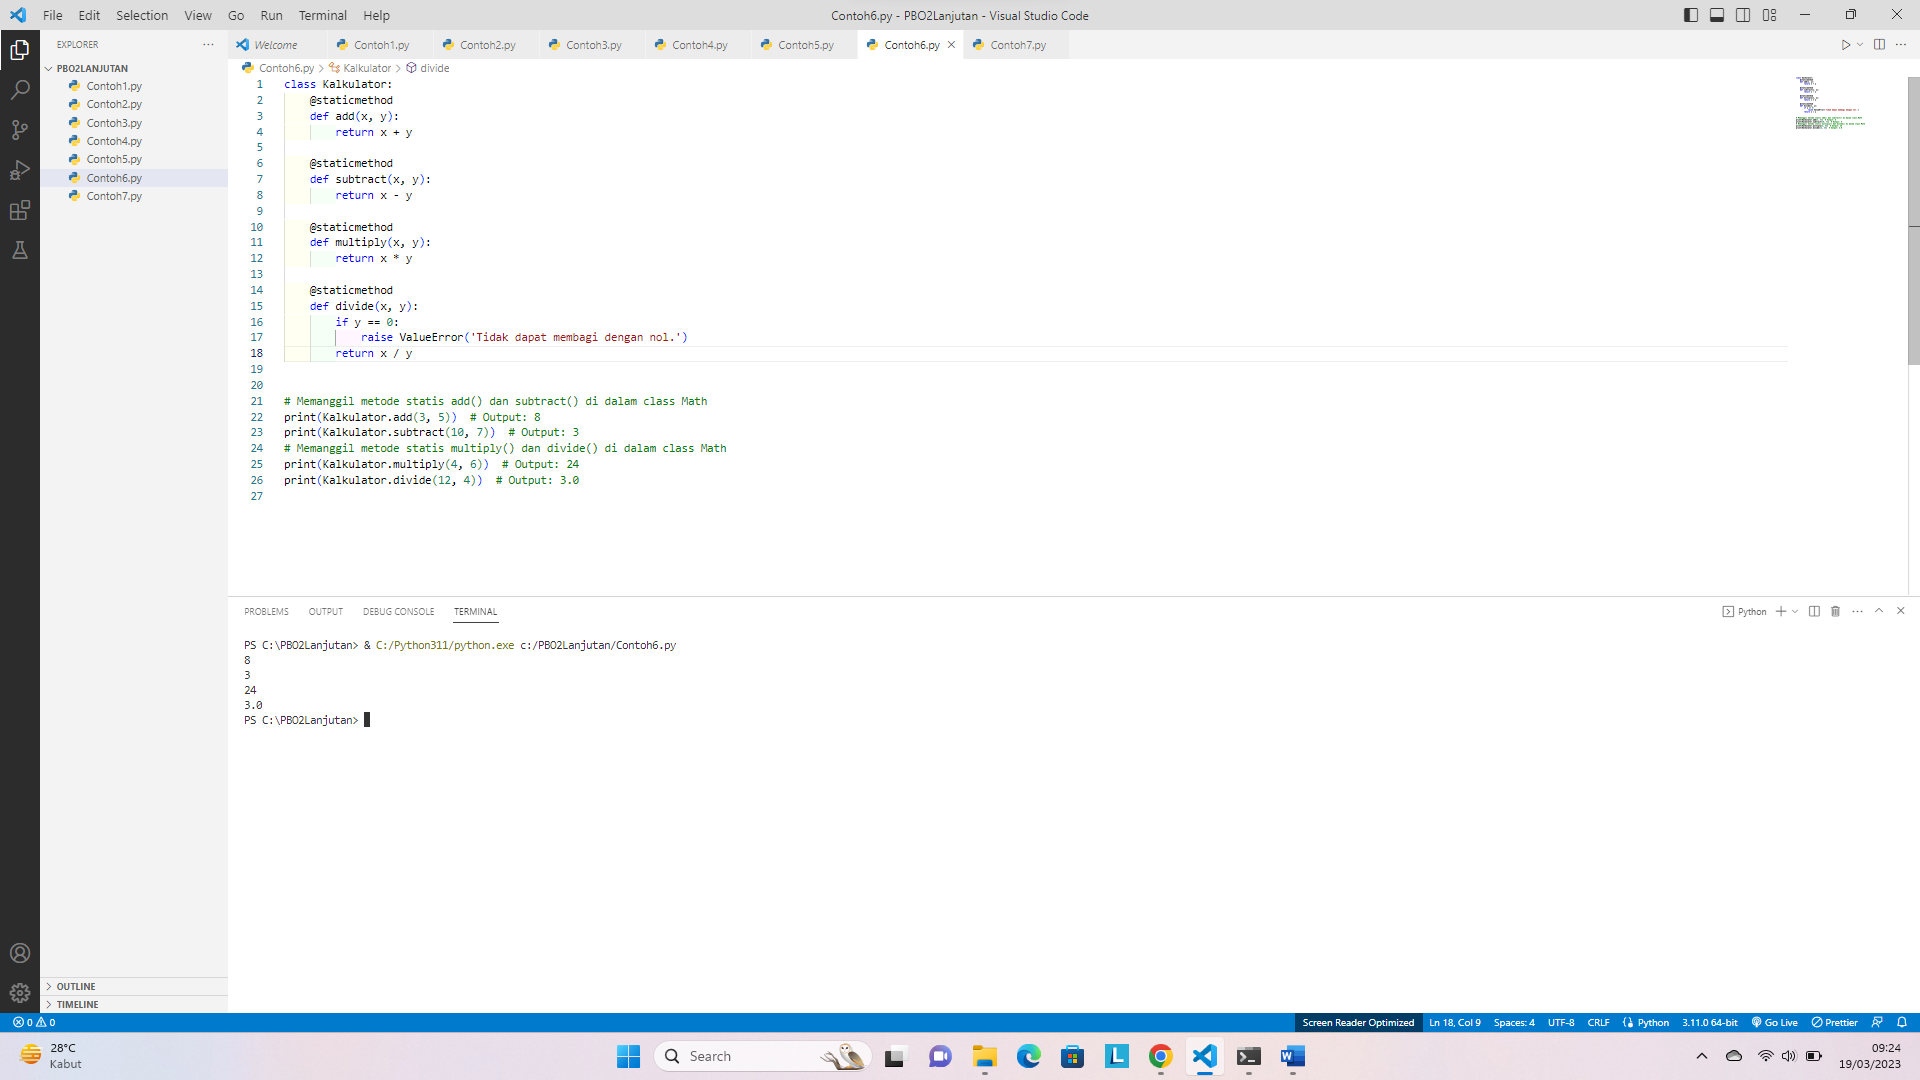 File Edit Selection View Go Run Terminal Help
Contoh6.py - PBO2Lanjutan - Visual Studio Code
EXPLORER
PBO2LANJUTAN
Contoh1.py
Contoh2.py
Contoh3.py
Contoh4.py
Contoh5.py
Contoh6.py
Contoh7.py
OUTLINE
TIMELINE
Welcome Contoh1.py Contoh2.py Contoh3.py Contoh4.py Contoh5.py Contoh6.py Contoh7.py
Contoh6.py > Kalkulator > divide
1 class Kalkulator:
2     @staticmethod
3     def add(x, y):
4         return x + y
5
6     @staticmethod
7     def subtract(x, y):
8         return x - y
9
10     @staticmethod
11     def multiply(x, y):
12         return x * y
13
14     @staticmethod
15     def divide(x, y):
16         if y == 0:
17             raise ValueError('Tidak dapat membagi dengan nol.')
18         return x / y
19
20
21 # Memanggil metode statis add() dan subtract() di dalam class Math
22 print(Kalkulator.add(3, 5))  # Output: 8
23 print(Kalkulator.subtract(10, 7))  # Output: 3
24 # Memanggil metode statis multiply() dan divide() di dalam class Math
25 print(Kalkulator.multiply(4, 6))  # Output: 24
26 print(Kalkulator.divide(12, 4))  # Output: 3.0
27
PROBLEMS OUTPUT DEBUG CONSOLE TERMINAL
Python
PS C:\PBO2Lanjutan> & C:/Python311/python.exe c:/PBO2Lanjutan/Contoh6.py
8
3
24
3.0
PS C:\PBO2Lanjutan>
0 0
Screen Reader Optimized Ln 18, Col 9 Spaces: 4 UTF-8 CRLF Python 3.11.0 64-bit Go Live Prettier
28°C
Kabut
Search
09:24
19/03/2023